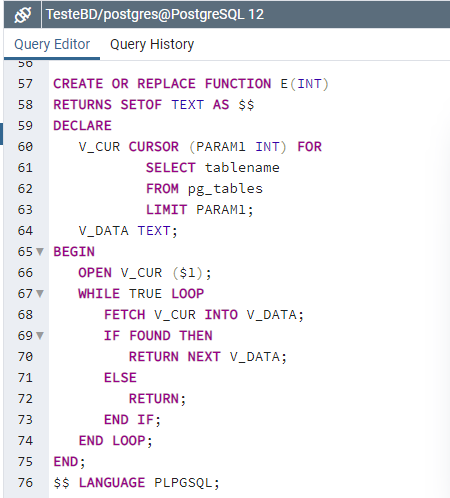 TesteBD/postgres@PostgreSQL 12
Query Editor Query History
56
57 CREATE OR REPLACE FUNCTION E(INT)
58 RETURNS SETOF TEXT AS $$
59 DECLARE
60 V_CUR CURSOR (PARAM1 INT) FOR
61 SELECT tablename
62 FROM pg_tables
63 LIMIT PARAM1;
64 V_DATA TEXT;
65 BEGIN
66 OPEN V_CUR ($1);
67 WHILE TRUE LOOP
68 FETCH V_CUR INTO V_DATA;
69 IF FOUND THEN
70 RETURN NEXT V_DATA;
71 ELSE
72 RETURN;
73 END IF;
74 END LOOP;
75 END;
76 $$ LANGUAGE PLPGSQL;